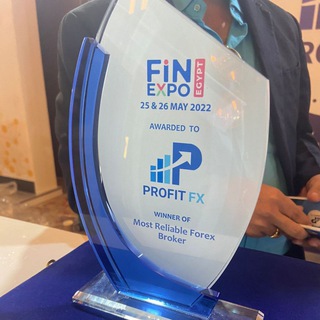 FiN
EXPO
EGYPT
25 & 26 MAY 2022
AWARDED TO
PROFIT FX
WINNER OF
Most Reliable Forex
Broker